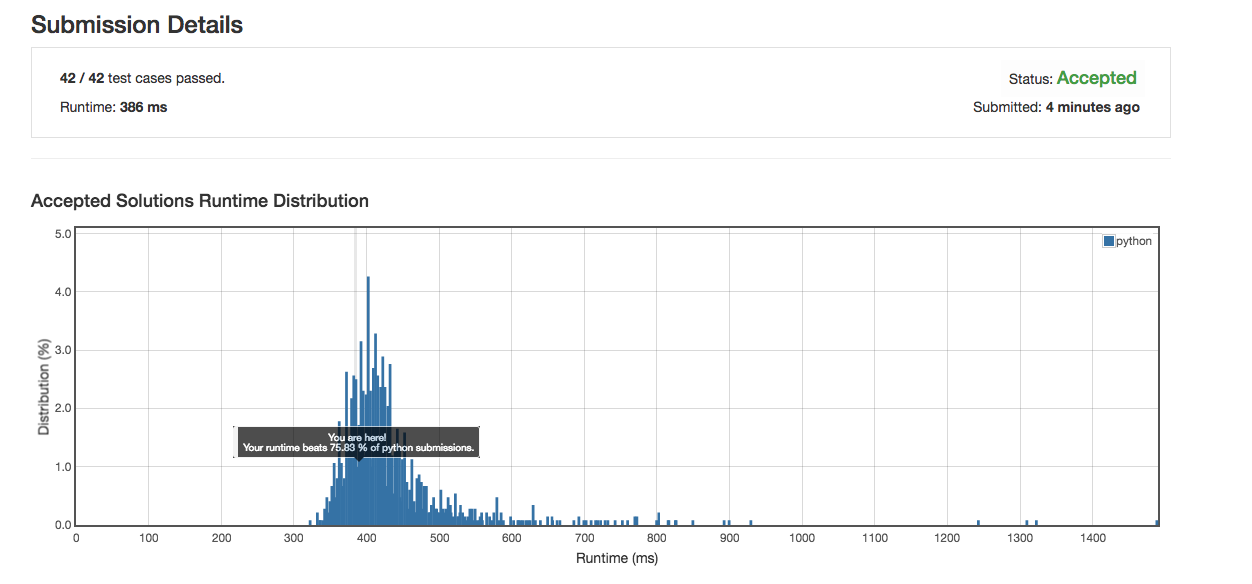 Submission Details
42 / 42 test cases passed.
Status: Accepted
Runtime: 386 ms
Submitted: 4 minutes ago
Accepted Solutions Runtime Distribution
python
5.0
4.0
3.0
2.0
1.0
0.0
Distribution (%)
You are here!
Your runtime beats 75.83 % of python submissions.
0 100 200 300 400 500 600 700 800 900 1000 1100 1200 1300 1400
Runtime (ms)